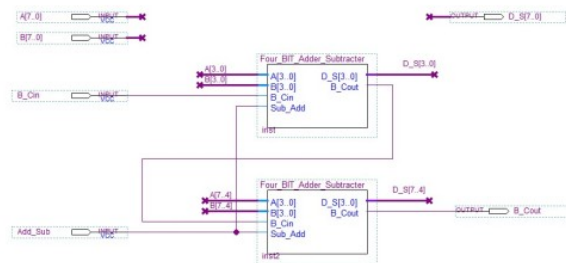 A[7..0] INPUT VCC
OUTPUT D_S[7..0]
B[7..0] INPUT VCC
Four_BIT_Adder_Subtracter
A[3..0] A[3..0] D_S[3..0] D_S[3..0]
B[3..0] B[3..0] B_Cout
B_Cin INPUT VCC B_Cin
Sub_Add
inst
Four_BIT_Adder_Subtracter
A[7..4] A[3..0] D_S[3..0] D_S[7..4]
B[7..4] B[3..0] B_Cout OUTPUT B_Cout
B_Cin
Add_Sub INPUT VCC Sub_Add
inst2